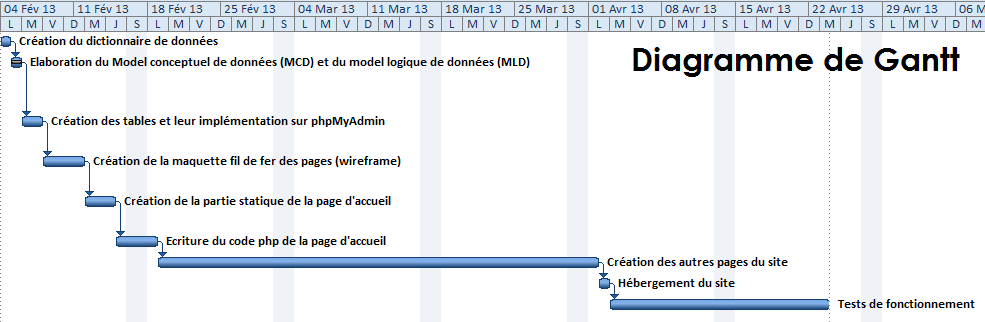 04 Fév 13 11 Fév 13 18 Fév 13 25 Fév 13 04 Mar 13 11 Mar 13 18 Mar 13 25 Mar 13 01 Avr 13 08 Avr 13 15 Avr 13 22 Avr 13 29 Avr 13 06 M
L M V D M J S L M V D M J S L M V D M J S L M V D M J S L M V D M J S L M V D M J S L M V D M
Création du dictionnaire de données
Diagramme de Gantt
Elaboration du Model conceptuel de données (MCD) et du model logique de données (MLD)
Création des tables et leur implémentation sur phpMyAdmin
Création de la maquette fil de fer des pages (wireframe)
Création de la partie statique de la page d'accueil
Ecriture du code php de la page d'accueil
Création des autres pages du site
Hébergement du site
Tests de fonctionnement